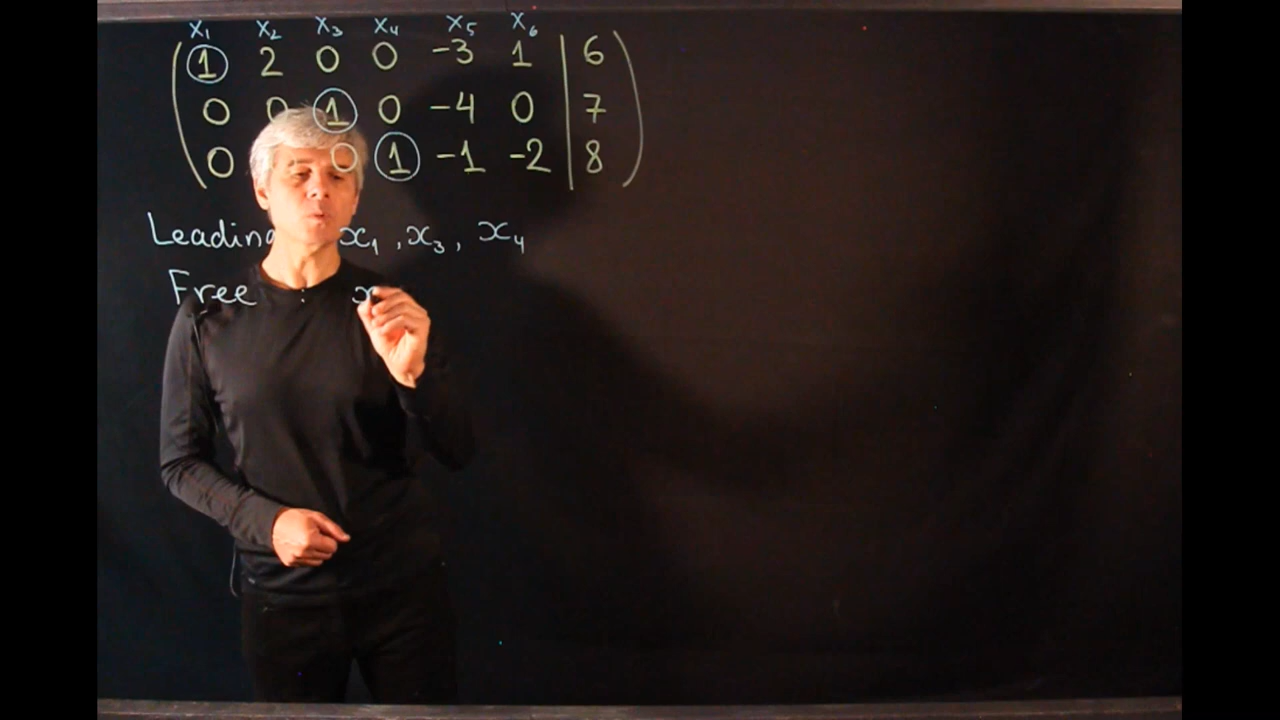 x₁ x₂ x₃ x₄ x₅ x₆
1 2 0 0 -3 1 | 6
0 0 1 0 -4 0 | 7
0 0 1 -1 -2 | 8
Leading x₁, x₃, x₄
Free : x